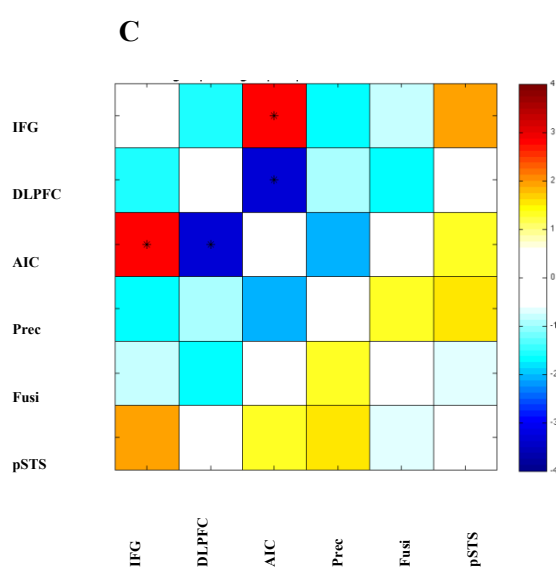 C
IFG
DLPFC
AIC
Prec
Fusi
pSTS
IFG
DLPFC
AIC
Prec
Fusi
pSTS
4
3
2
1
0
-1
-2
-3
-4